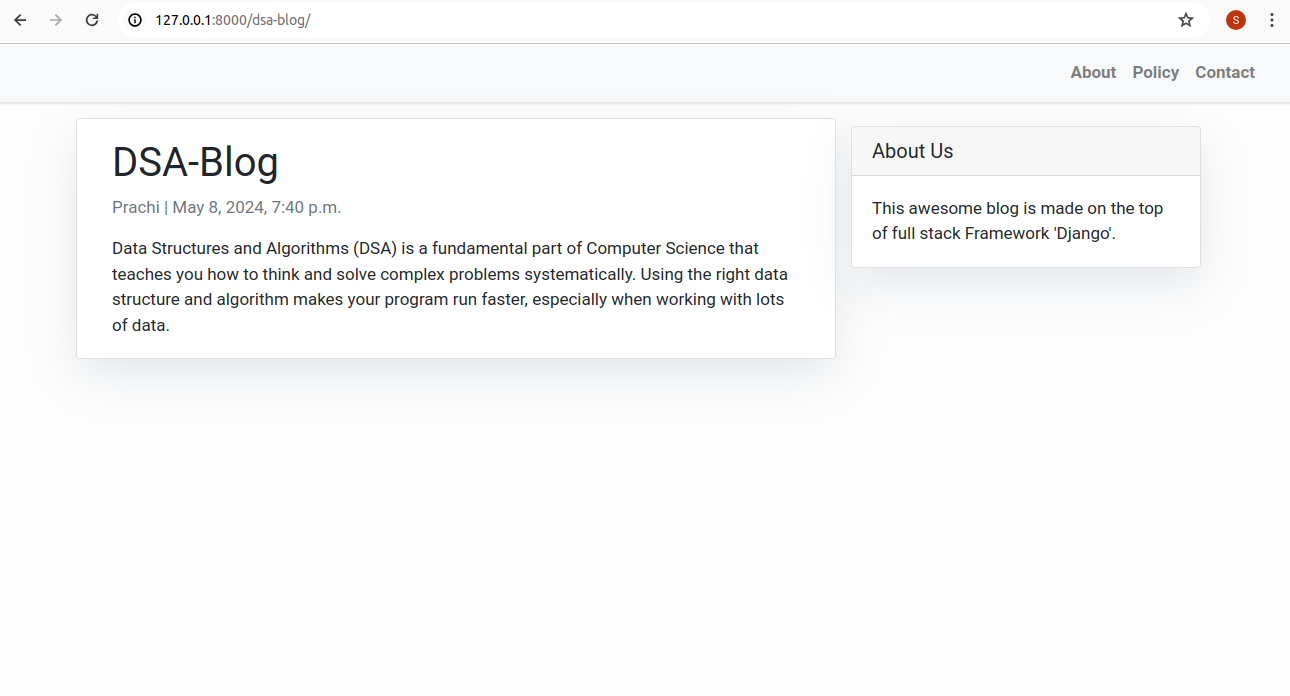 127.0.0.1:8000/dsa-blog/
S
About Policy Contact
DSA-Blog
Prachi | May 8, 2024, 7:40 p.m.
Data Structures and Algorithms (DSA) is a fundamental part of Computer Science that
teaches you how to think and solve complex problems systematically. Using the right data
structure and algorithm makes your program run faster, especially when working with lots
of data.
About Us
This awesome blog is made on the top
of full stack Framework 'Django'.